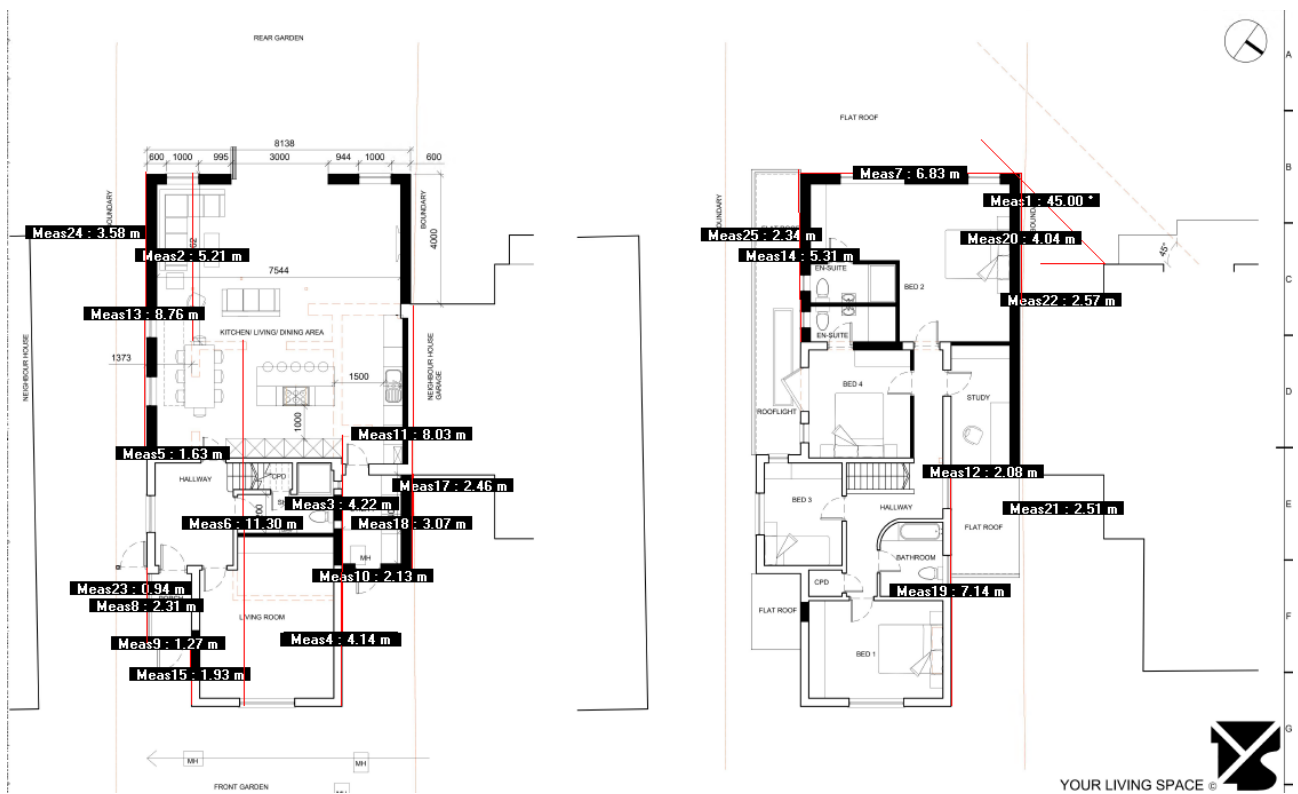 REAR GARDEN
8138
600 1000 995 3000 944 1000 600
BOUNDARY
BOUNDARY
4000
Meas24 : 3.58 m
Meas2 : 5.21 m
7544
Meas13 : 8.76 m
KITCHEN/ LIVING/ DINING AREA
NEIGHBOUR HOUSE
NEIGHBOUR HOUSE
GARAGE
1373
1500
1000
Meas11 : 8.03 m
Meas5 : 1.63 m
HALLWAY
CPD
Meas17 : 2.46 m
Meas3 : 4.22 m
Meas6 : 11.30 m
Meas18 : 3.07 m
MH
Meas10 : 2.13 m
Meas23 : 0.94 m
Meas8 : 2.31 m
LIVING ROOM
Meas9 : 1.27 m
Meas4 : 4.14 m
Meas15 : 1.93 m
MH
MH
FRONT GARDEN
FLAT ROOF
Meas7 : 6.83 m
Meas1 : 45.00 °
BOUNDARY
Meas25 : 2.34 m
Meas20 : 4.04 m
Meas14 : 5.31 m
45°
EN-SUITE
BED 2
Meas22 : 2.57 m
EN-SUITE
BED 4
STUDY
ROOFLIGHT
Meas12 : 2.08 m
BED 3
HALLWAY
Meas21 : 2.51 m
FLAT ROOF
BATHROOM
CPD
Meas19 : 7.14 m
FLAT ROOF
BED 1
A
B
C
D
E
F
G
YOUR LIVING SPACE ©